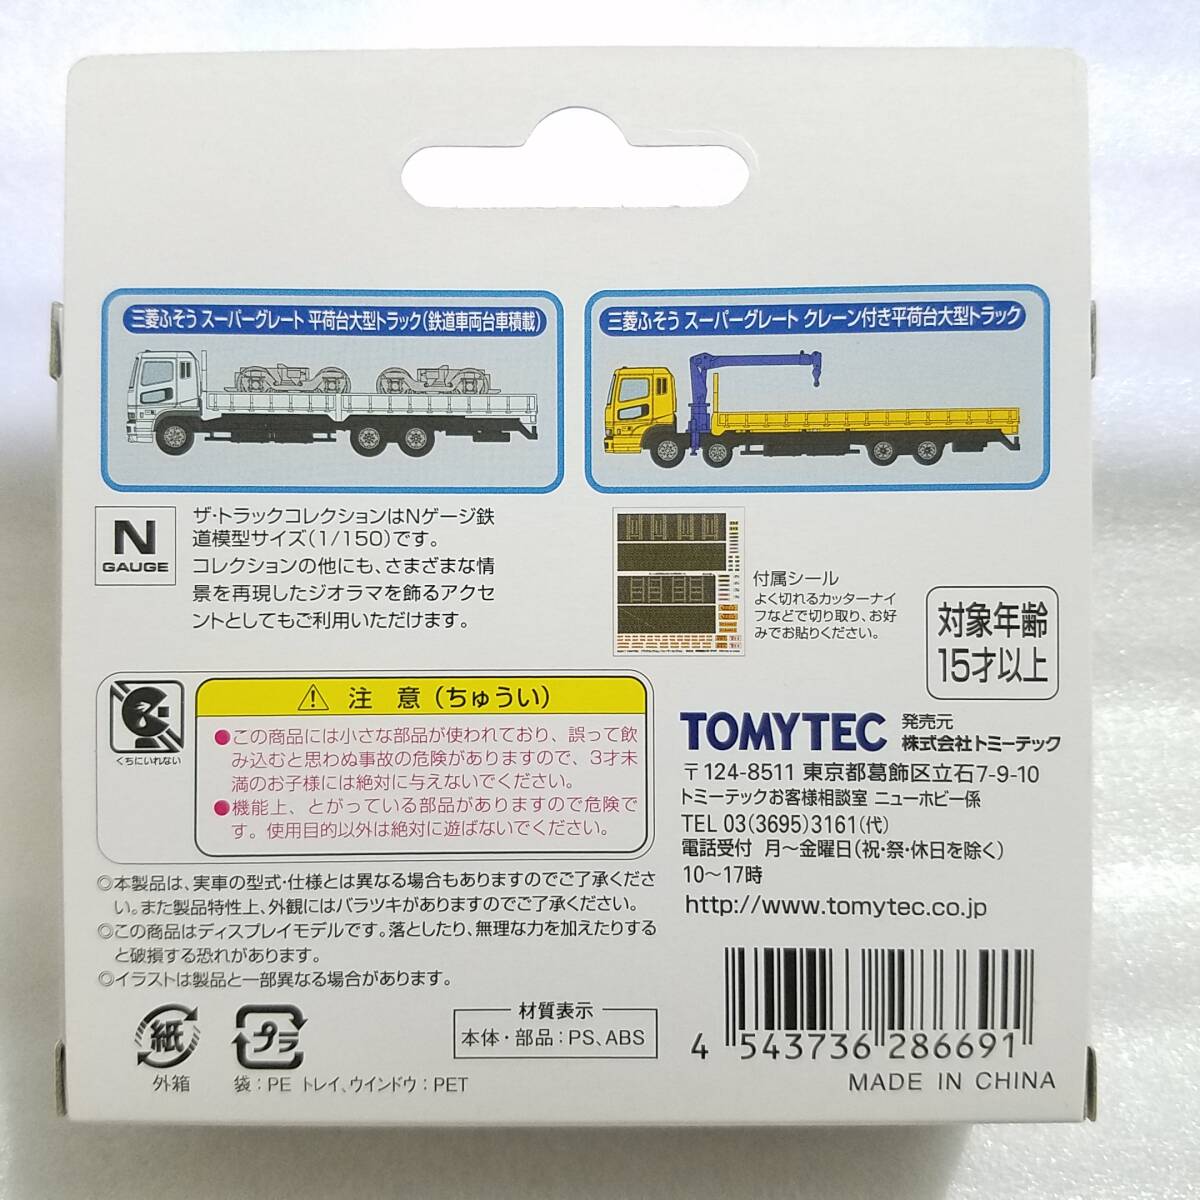 三菱ふそう スーパーグレート 平荷台大型トラック(鉄道車両台車積載)
三菱ふそう スーパーグレート クレーン付き平荷台大型トラック
N
GAUGE
ザ・トラックコレクションはNゲージ鉄
道模型サイズ(1/150)です。
コレクションの他にも、さまざまな情
景を再現したジオラマを飾るアクセ
ントとしてもご利用いただけます。
付属シール
よく切れるカッターナイ
フなどで切り取り、お好
みでお貼りください。
対象年齢
15才以上
くちにいれない
注 意(ちゅうい)
●この商品には小さな部品が使われており、誤って飲
み込むと思わぬ事故の危険がありますので、3才未
満のお子様には絶対に与えないでください。
●機能上、とがっている部品がありますので危険で
す。使用目的以外は絶対に遊ばないでください。
◎本製品は、実車の型式・仕様とは異なる場合もありますのでご了承くださ
い。また製品特性上、外観にはバラツキがありますのでご了承ください。
◎この商品はディスプレイモデルです。落としたり、無理な力を加えたりする
と破損する恐れがあります。
◎イラストは製品と一部異なる場合があります。
TOMYTEC
発売元
株式会社トミーテック
〒124-8511 東京都葛飾区立石7-9-10
トミーテックお客様相談室 ニューホビー係
TEL 03(3695)3161(代)
電話受付 月〜金曜日(祝・祭・休日を除く)
10〜17時
http://www.tomytec.co.jp
紙
外箱
プラ
袋:PE トレイ、ウインドウ:PET
材質表示
本体・部品:PS、ABS
4 543736 286691
MADE IN CHINA